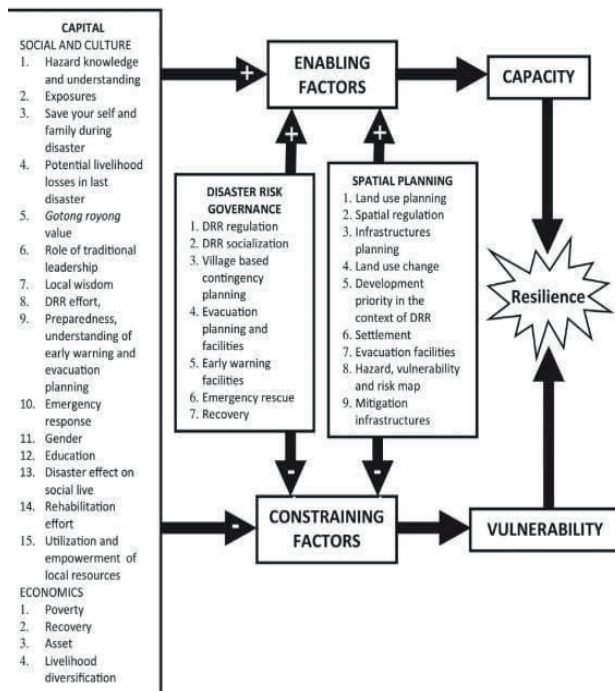 CAPITAL
SOCIAL AND CULTURE
1. Hazard knowledge
and understanding
2. Exposures
3. Save your self and
family during
disaster
4. Potential livelihood
losses in last
disaster
5. Gotong royong
value
6. Role of traditional
leadership
7. Local wisdom
8. DRR effort,
9. Preparedness,
understanding of
early warning and
evacuation
planning
10. Emergency
response
11. Gender
12. Education
13. Disaster effect on
social live
14. Rehabilitation
effort
15. Utilization and
empowerment of
local resources
ECONOMICS
1. Poverty
2. Recovery
3. Asset
4. Livelihood
diversification
+
ENABLING
FACTORS
CAPACITY
+
+
DISASTER RISK
GOVERNANCE
1. DRR regulation
2. DRR socialization
3. Village based
contingency
planning
4. Evacuation
planning and
facilities
5. Early warning
facilities
6. Emergency rescue
7. Recovery
SPATIAL PLANNING
1. Land use planning
2. Spatial regulation
3. Infrastructures
planning
4. Land use change
5. Development
priority in the
context of DRR
6. Settlement
7. Evacuation facilities
8. Hazard, vulnerability
and risk map
9. Mitigation
infrastructures
Resilience
-
-
-
CONSTRAINING
FACTORS
VULNERABILITY